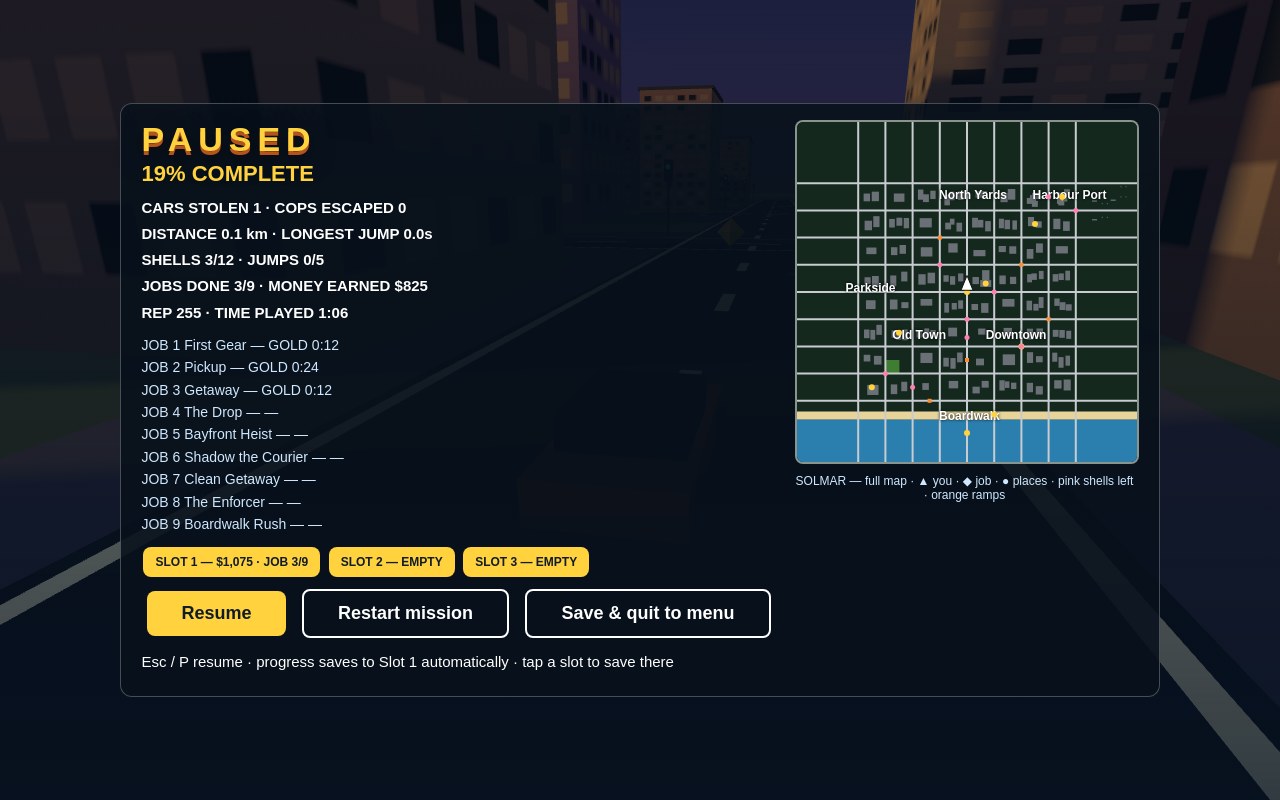 PAUSED
19% COMPLETE
CARS STOLEN 1 · COPS ESCAPED 0
DISTANCE 0.1 km · LONGEST JUMP 0.0s
SHELLS 3/12 · JUMPS 0/5
JOBS DONE 3/9 · MONEY EARNED $825
REP 255 · TIME PLAYED 1:06
JOB 1 First Gear — GOLD 0:12
JOB 2 Pickup — GOLD 0:24
JOB 3 Getaway — GOLD 0:12
JOB 4 The Drop — —
JOB 5 Bayfront Heist — —
JOB 6 Shadow the Courier — —
JOB 7 Clean Getaway — —
JOB 8 The Enforcer — —
JOB 9 Boardwalk Rush — —
SLOT 1 — $1,075 · JOB 3/9 SLOT 2 — EMPTY SLOT 3 — EMPTY
Resume Restart mission Save & quit to menu
Esc / P resume · progress saves to Slot 1 automatically · tap a slot to save there
North Yards Harbour Port
Parkside
Old Town Downtown
Boardwalk
SOLMAR — full map · ▲ you · ◆ job · ● places · pink shells left
· orange ramps